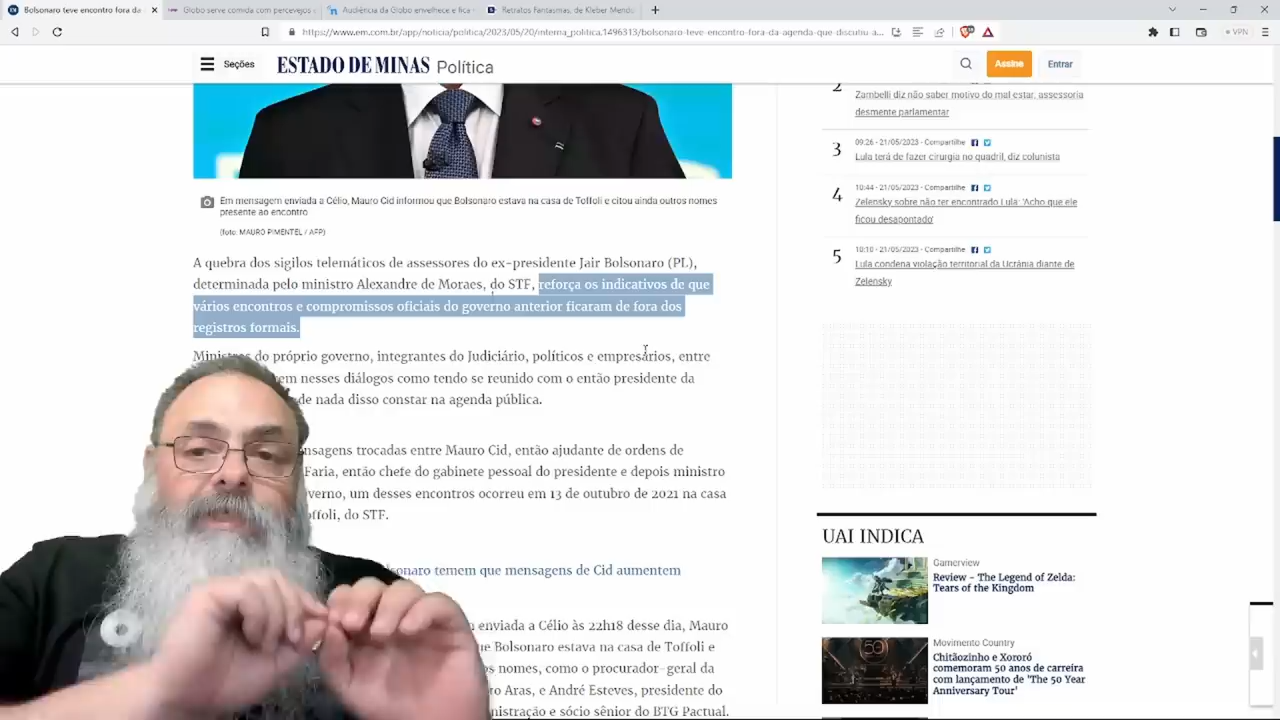 Bolsonaro teve encontro fora da
Globo serve comida com percevejos
Audiência da Globo envelhece e fica
Retratos Fantasmas, de Kleber Mendo
https://www.em.com.br/app/noticia/politica/2023/05/20/interna_politica,1496313/bolsonaro-teve-encontro-fora-da-agenda-que-discutiu-a...
VPN
Seções
ESTADO DE MINAS Política
Assine
Entrar
Em mensagem enviada a Célio, Mauro Cid informou que Bolsonaro estava na casa de Toffoli e citou ainda outros nomes
presente ao encontro
(foto: MAURO PIMENTEL / AFP)
A quebra dos sigilos telemáticos de assessores do ex-presidente Jair Bolsonaro (PL),
determinada pelo ministro Alexandre de Moraes, do STF, reforça os indicativos de que
vários encontros e compromissos oficiais do governo anterior ficaram de fora dos
registros formais.
Ministros do próprio governo, integrantes do Judiciário, políticos e empresários, entre
em nesses diálogos como tendo se reunido com o então presidente da
de nada disso constar na agenda pública.
nsagens trocadas entre Mauro Cid, então ajudante de ordens de
Faria, então chefe do gabinete pessoal do presidente e depois ministro
verno, um desses encontros ocorreu em 13 de outubro de 2021 na casa
offoli, do STF.
lsonaro temem que mensagens de Cid aumentem
enviada a Célio às 22h18 desse dia, Mauro
ue Bolsonaro estava na casa de Toffoli e
s nomes, como o procurador-geral da
ro Aras, e André Esteves, presidente do
ministração e sócio sênior do BTG Pactual.
2
Zambelli diz não saber motivo do mal estar, assessoria
desmente parlamentar
3
09:26 - 21/05/2023 - Compartilhe
Lula terá de fazer cirurgia no quadril, diz colunista
4
10:44 - 21/05/2023 - Compartilhe
Zelensky sobre não ter encontrado Lula: 'Acho que ele
ficou desapontado'
5
10:10 - 21/05/2023 - Compartilhe
Lula condena violação territorial da Ucrânia diante de
Zelensky
UAI INDICA
Gamerview
Review - The Legend of Zelda:
Tears of the Kingdom
Movimento Country
Chitãozinho e Xororó
comemoram 50 anos de carreira
com lançamento de 'The 50 Year
Anniversary Tour'
50